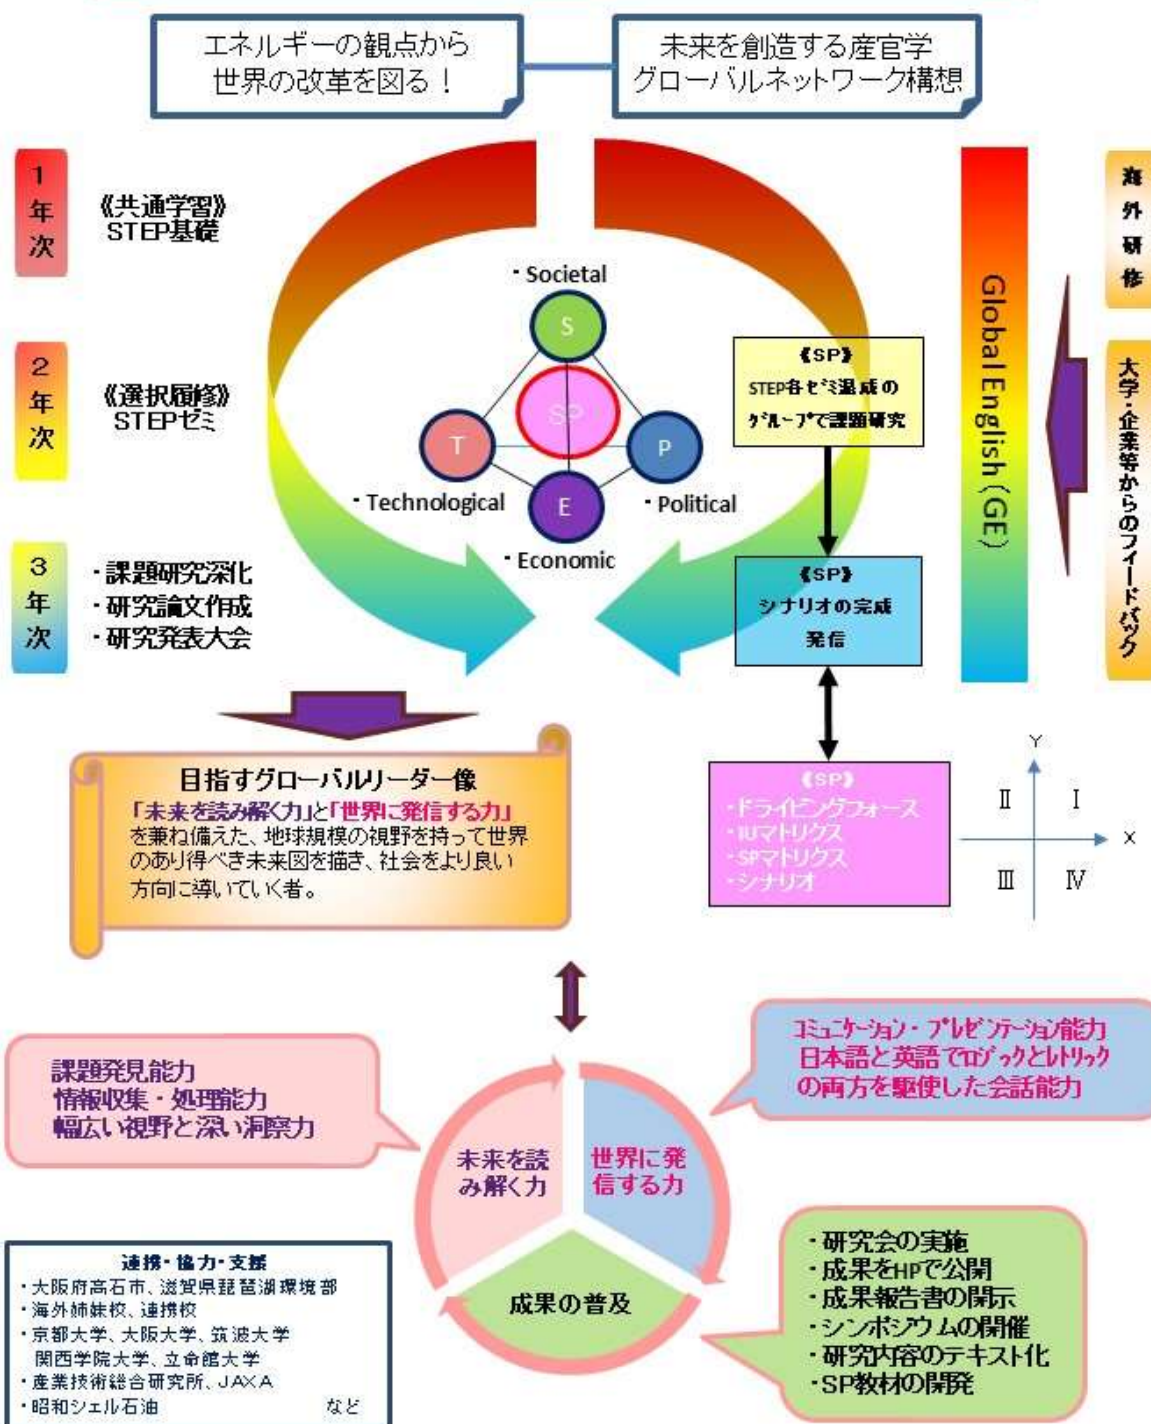 エネルギーの観点から
世界の改革を図る！
未来を創造する産官学
グローバルネットワーク構想
1年次
《共通学習》
STEP基礎
2年次
《選択履修》
STEPゼミ
3年次
・課題研究深化
・研究論文作成
・研究発表大会
・Societal
S
SP
T
P
E
・Technological
・Political
・Economic
《SP》
STEP各ゼミ混成の
グループで課題研究
《SP》
シナリオの完成
発信
《SP》
・ドライビングフォース
・IUマトリクス
・SPマトリクス
・シナリオ
Global English(GE)
海外研修
大学・企業等からのフィードバック
Y
Ⅱ
Ⅰ
X
Ⅲ
Ⅳ
目指すグローバルリーダー像
「未来を読み解く力」と「世界に発信する力」
を兼ね備えた、地球規模の視野を持って世界
のあり得べき未来図を描き、社会をより良い
方向に導いていく者。
課題発見能力
情報収集・処理能力
幅広い視野と深い洞察力
コミュニケーション・プレゼンテーション能力
日本語と英語でロジックとレトリック
の両方を駆使した会話能力
未来を読
み解く力
世界に発
信する力
成果の普及
・研究会の実施
・成果をHPで公開
・成果報告書の開示
・シンポジウムの開催
・研究内容のテキスト化
・SP教材の開発
連携・協力・支援
・大阪府高石市、滋賀県琵琶湖環境部
・海外姉妹校、連携校
・京都大学、大阪大学、筑波大学
関西学院大学、立命館大学
・産業技術総合研究所、JAXA
・昭和シェル石油 など